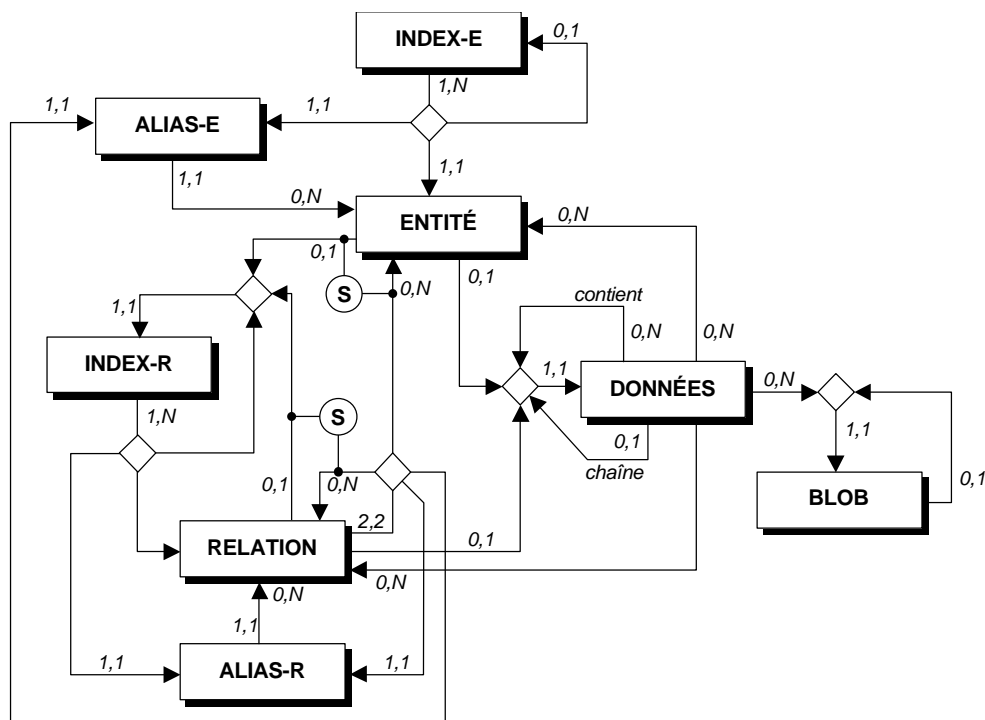 INDEX-E
0,1
1,N
1,1
1,1
ALIAS-E
1,1
1,1
0,N
ENTITÉ
0,N
0,1
0,1
0,N
S
contient
1,1
0,N
0,N
INDEX-R
1,1
DONNÉES
0,N
1,N
S
0,1
1,1
chaîne
0,1
0,N
0,1
BLOB
2,2
RELATION
0,1
0,N
0,N
1,1
1,1
ALIAS-R
1,1